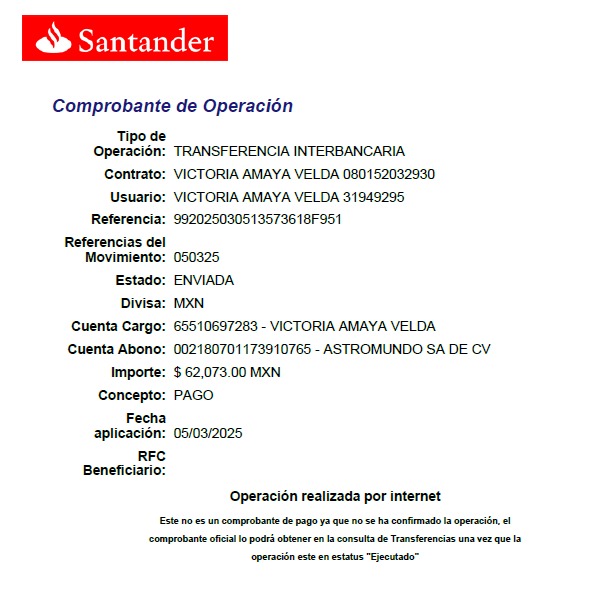 Santander
Comprobante de Operación
Tipo de
Operación: TRANSFERENCIA INTERBANCARIA
Contrato: VICTORIA AMAYA VELDA 080152032930
Usuario: VICTORIA AMAYA VELDA 31949295
Referencia: 992025030513573618F951
Referencias del
Movimiento: 050325
Estado: ENVIADA
Divisa: MXN
Cuenta Cargo: 65510697283 - VICTORIA AMAYA VELDA
Cuenta Abono: 002180701173910765 - ASTROMUNDO SA DE CV
Importe: $ 62,073.00 MXN
Concepto: PAGO
Fecha
aplicación: 05/03/2025
RFC
Beneficiario:
Operación realizada por internet
Este no es un comprobante de pago ya que no se ha confirmado la operación, el
comprobante oficial lo podrá obtener en la consulta de Transferencias una vez que la
operación este en estatus "Ejecutado"